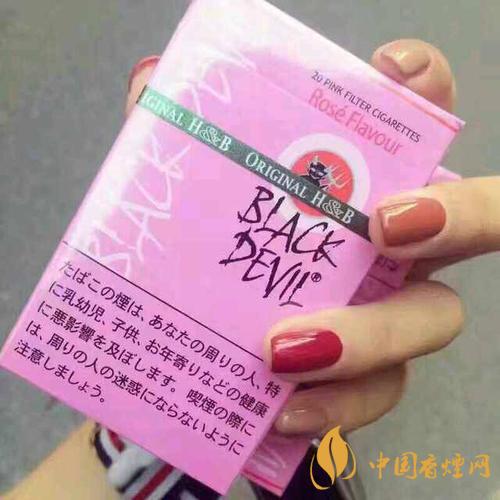 20 PINK FILTER CIGARETTES
Rosé Flavour
ORIGINAL H&B ORIGINAL H&B
BLACK
DEVIL®
BLACK
たばこの煙は、あなたの周りの人、特
に乳幼児、子供、お年寄りなどの健康
に悪影響を及ぼします。喫煙の際に
は、周りの人の迷惑にならないように
注意しましょう。
中国香烟网